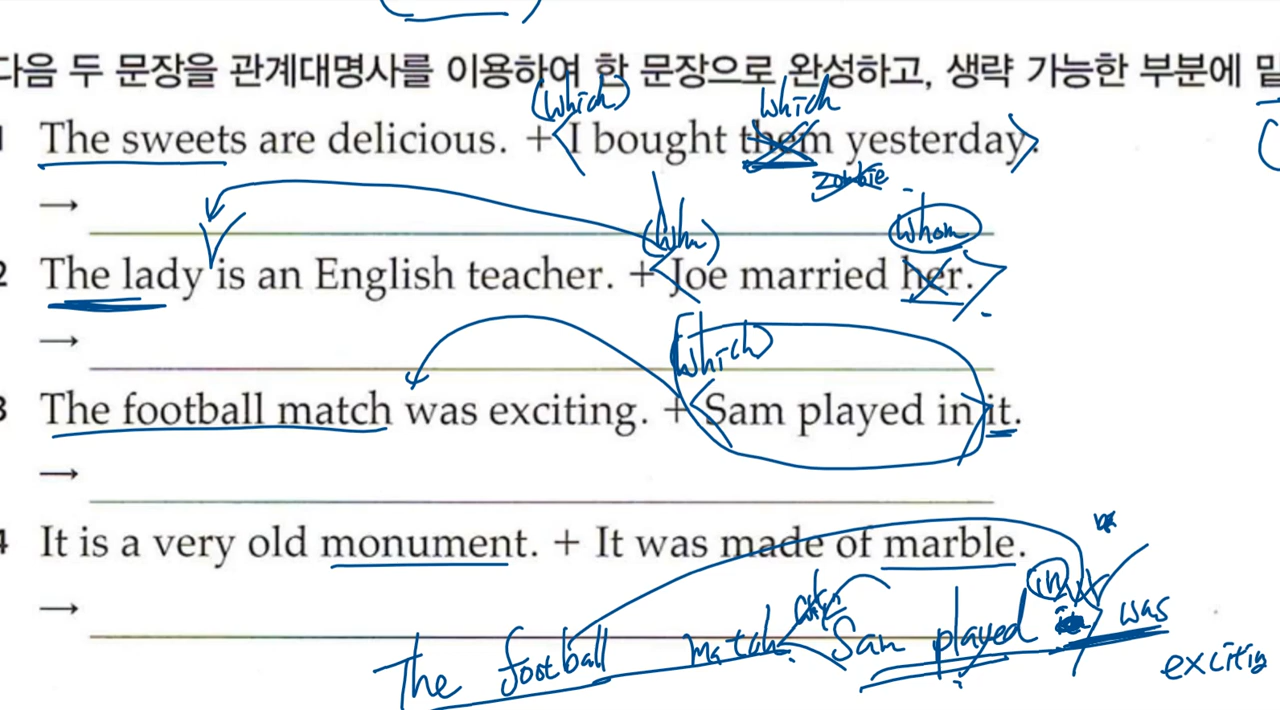 다음 두 문장을 관계대명사를 이용하여 한 문장으로 완성하고, 생략 가능한 부분에 밑
(which) which
1 The sweets are delicious. + I bought them yesterday.
zombie
→
(who) whom
2 The lady is an English teacher. + Joe married her.
→
which
3 The football match was exciting. + Sam played in it.
→
4 It is a very old monument. + It was made of marble.
→
The football match Sam played in was
exciting